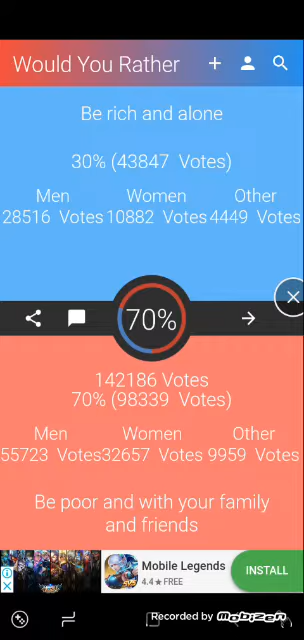 Would You Rather
Be rich and alone
30% (43847 Votes)
Men Women Other
28516 Votes 10882 Votes 4449 Votes
70%
142186 Votes
70% (98339 Votes)
Men Women Other
55723 Votes 32657 Votes 9959 Votes
Be poor and with your family
and friends
Mobile Legends
4.4★FREE
INSTALL
Recorded by mobizen